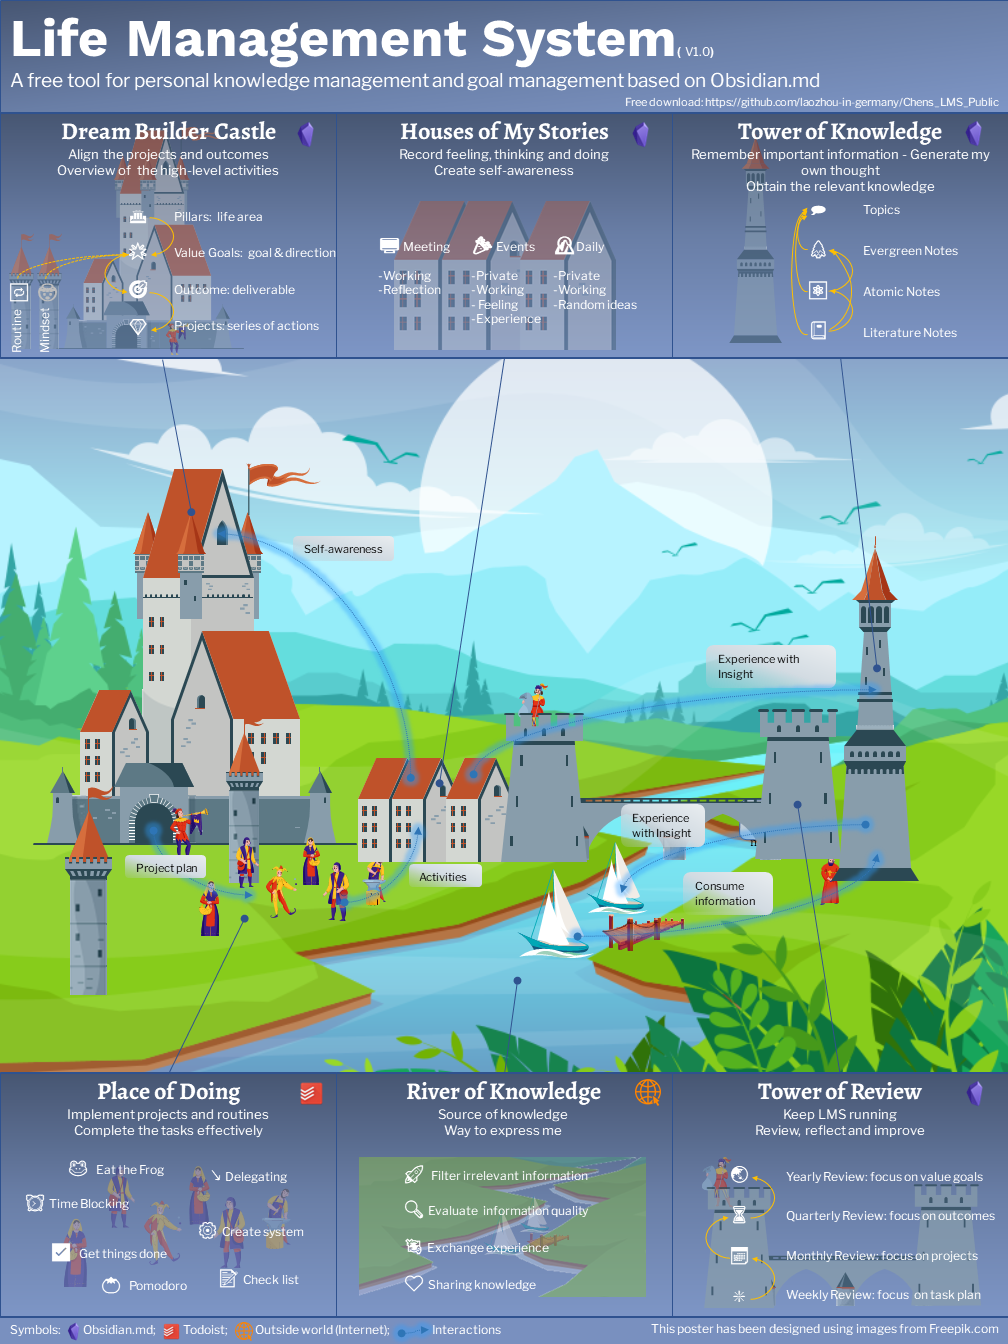 Life Management System ( V1.0)
A free tool for personal knowledge management and goal management based on Obsidian.md
Free download: https://github.com/laozhou-in-germany/Chens_LMS_Public
Dream Builder Castle
Align the projects and outcomes
Overview of the high-level activities
Pillars: life area
Value Goals: goal & direction
Outcome: deliverable
Projects: series of actions
Routine
Mindset
Houses of My Stories
Record feeling, thinking and doing
Create self-awareness
Meeting
-Working
-Reflection
Events
-Private
-Working
- Feeling
-Experience
Daily
-Private
-Working
-Random ideas
Tower of Knowledge
Remember important information - Generate my
own thought
Obtain the relevant knowledge
Topics
Evergreen Notes
Atomic Notes
Literature Notes
Self-awareness
Experience with
Insight
Experience
with Insight
n
Project plan
Activities
Consume
information
Place of Doing
Implement projects and routines
Complete the tasks effectively
Eat the Frog
Delegating
Time Blocking
Create system
Get things done
Pomodoro
Check list
River of Knowledge
Source of knowledge
Way to express me
Filter irrelevant information
Evaluate information quality
Exchange experience
Sharing knowledge
Tower of Review
Keep LMS running
Review, reflect and improve
Yearly Review: focus on value goals
Quarterly Review: focus on outcomes
Monthly Review: focus on projects
Weekly Review: focus on task plan
Symbols: Obsidian.md; Todoist; Outside world (Internet); Interactions
This poster has been designed using images from Freepik.com